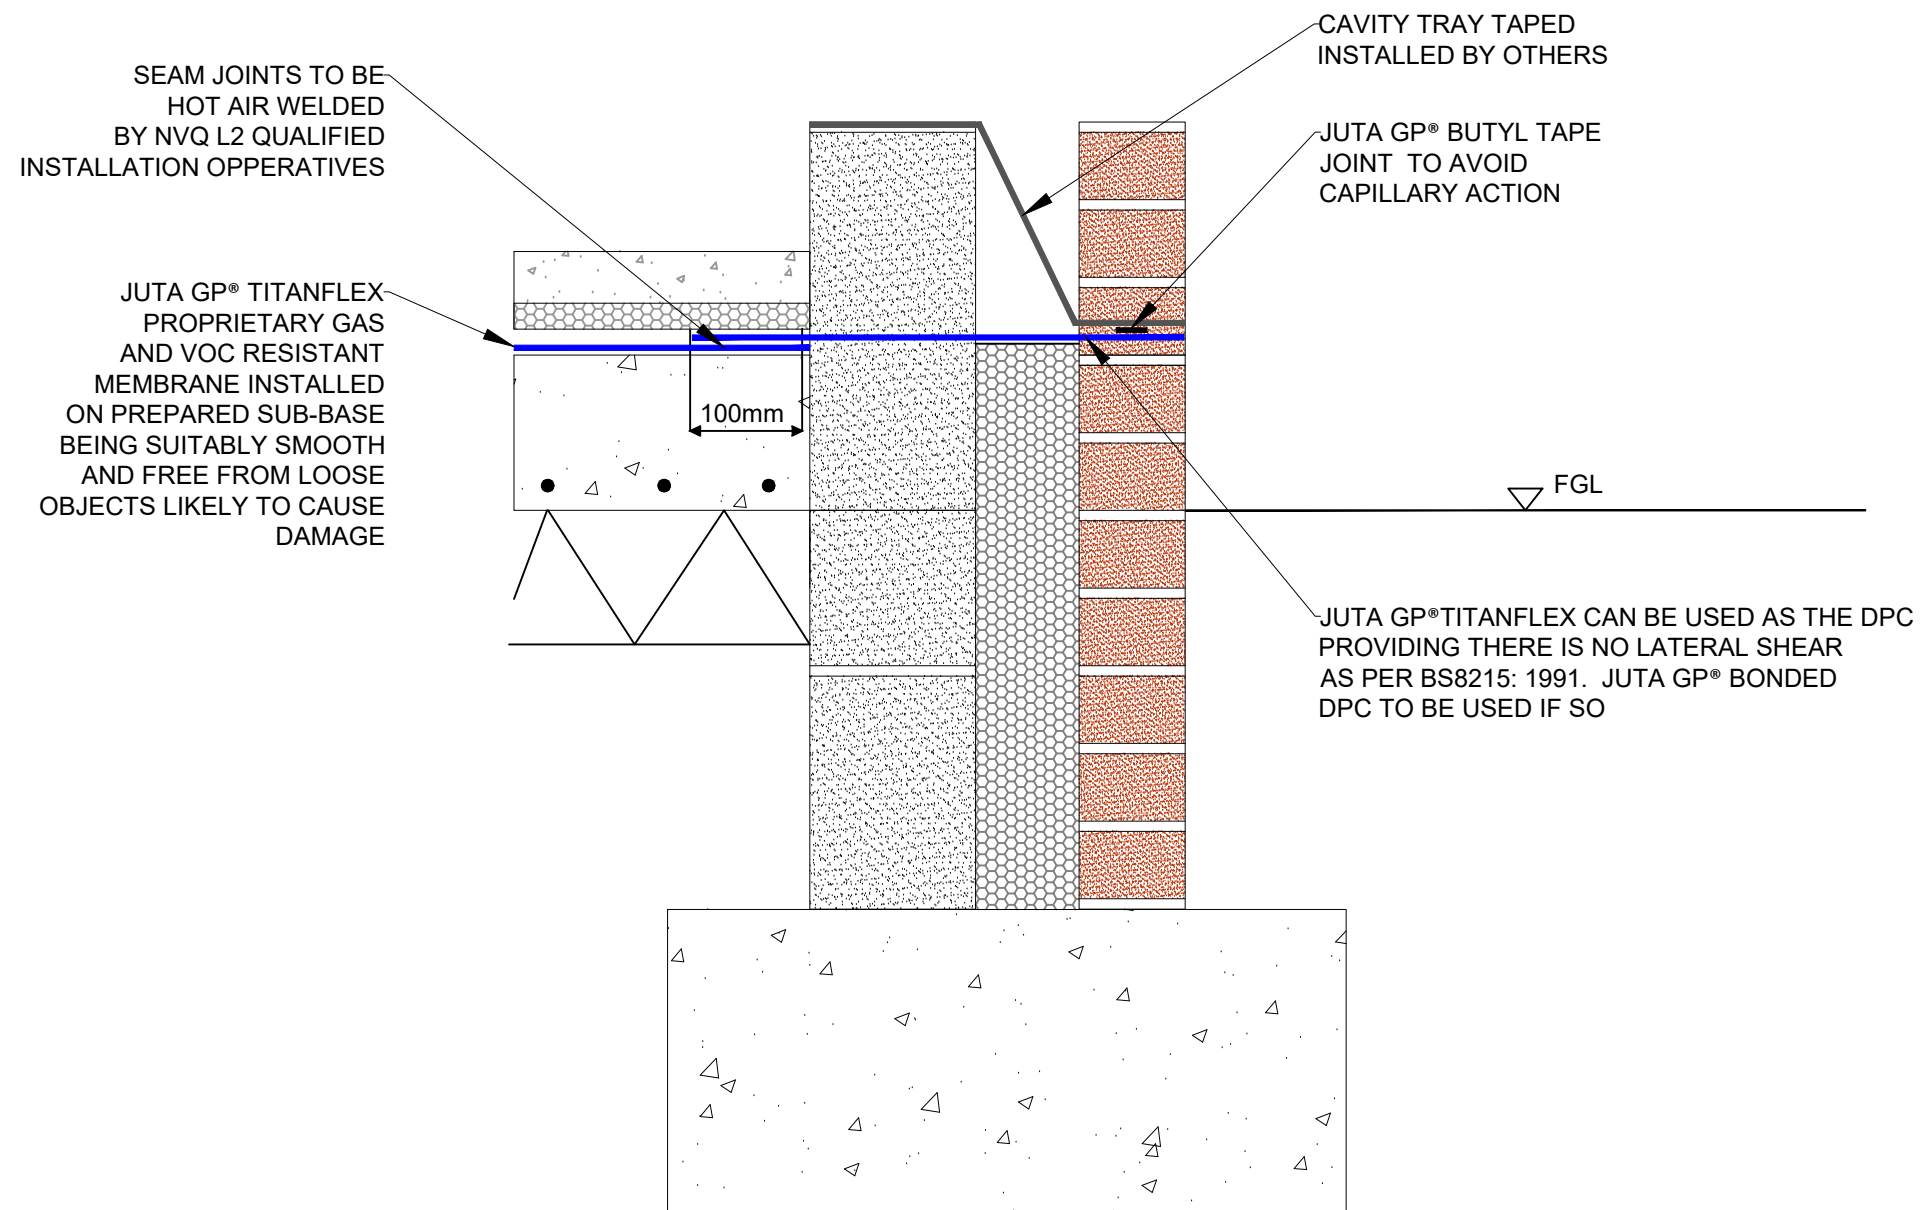 SEAM JOINTS TO BE
HOT AIR WELDED
BY NVQ L2 QUALIFIED
INSTALLATION OPPERATIVES
JUTA GP® TITANFLEX
PROPRIETARY GAS
AND VOC RESISTANT
MEMBRANE INSTALLED
ON PREPARED SUB-BASE
BEING SUITABLY SMOOTH
AND FREE FROM LOOSE
OBJECTS LIKELY TO CAUSE
DAMAGE
100mm
CAVITY TRAY TAPED
INSTALLED BY OTHERS
JUTA GP® BUTYL TAPE
JOINT TO AVOID
CAPILLARY ACTION
FGL
JUTA GP®TITANFLEX CAN BE USED AS THE DPC
PROVIDING THERE IS NO LATERAL SHEAR
AS PER BS8215: 1991. JUTA GP® BONDED
DPC TO BE USED IF SO